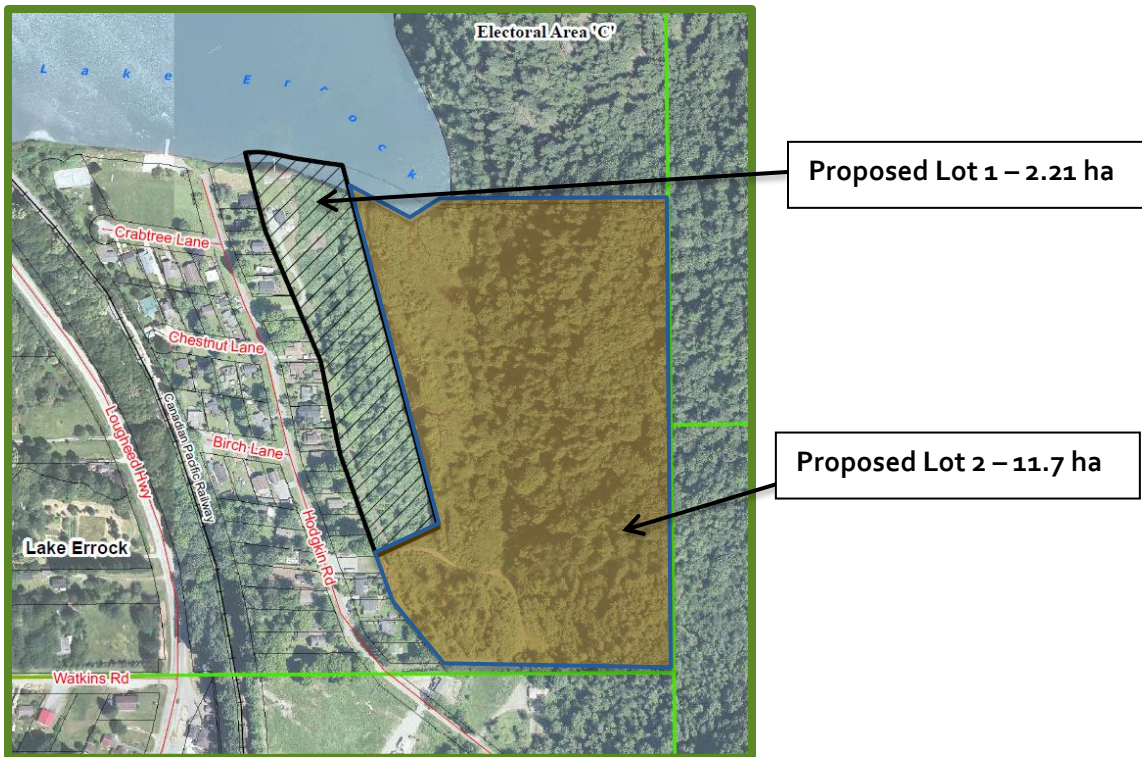 Electoral Area 'C'
Lake Errock
Proposed Lot 1 – 2.21 ha
Crabtree Lane
Chestnut Lane
Canadian Pacific Railway
Lougheed Hwy
Birch Lane
Proposed Lot 2 – 11.7 ha
Lake Errock
Hodgkin Rd
Watkins Rd